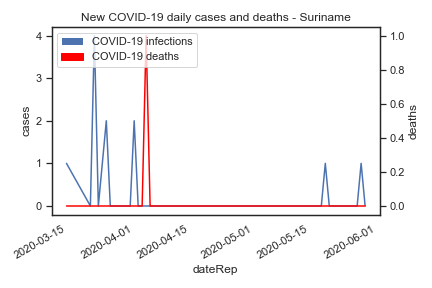 New COVID-19 daily cases and deaths - Suriname
COVID-19 infections
COVID-19 deaths
4
3
2
1
0
cases
1.0
0.8
0.6
0.4
0.2
0.0
deaths
2020-03-15
2020-04-01
2020-04-15
2020-05-01
2020-05-15
2020-06-01
dateRep